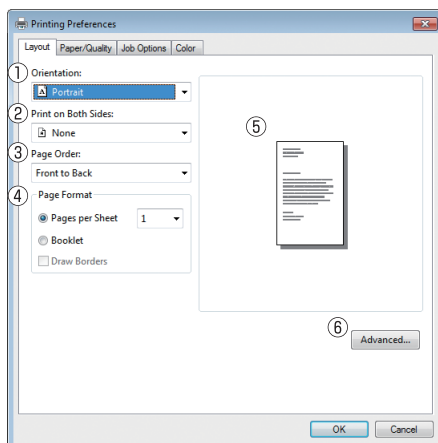 Printing Preferences
Layout Paper/Quality Job Options Color
① Orientation:
Portrait
② Print on Both Sides:
None
③ Page Order:
Front to Back
④ Page Format
Pages per Sheet 1
Booklet
Draw Borders
⑤
⑥
Advanced...
OK Cancel